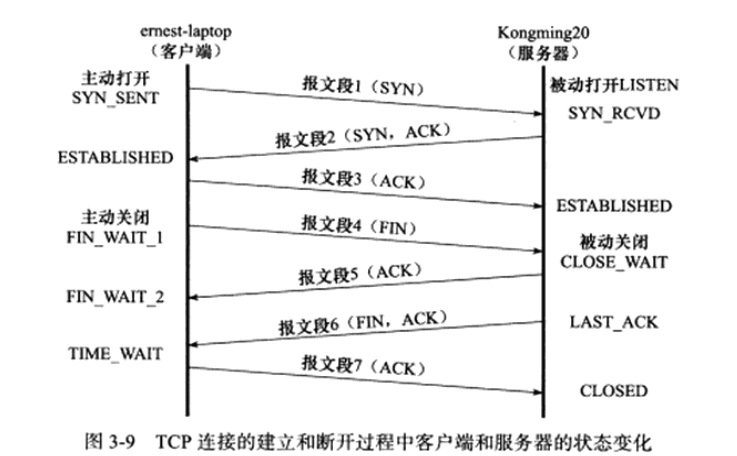 ernest-laptop
（客户端）
Kongming20
（服务器）
主动打开
SYN_SENT
报文段1（SYN）
被动打开LISTEN
SYN_RCVD
报文段2（SYN，ACK）
ESTABLISHED
报文段3（ACK）
ESTABLISHED
主动关闭
FIN_WAIT_1
报文段4（FIN）
被动关闭
CLOSE_WAIT
报文段5（ACK）
FIN_WAIT_2
报文段6（FIN，ACK）
LAST_ACK
TIME_WAIT
报文段7（ACK）
CLOSED
图 3-9 TCP 连接的建立和断开过程中客户端和服务器的状态变化